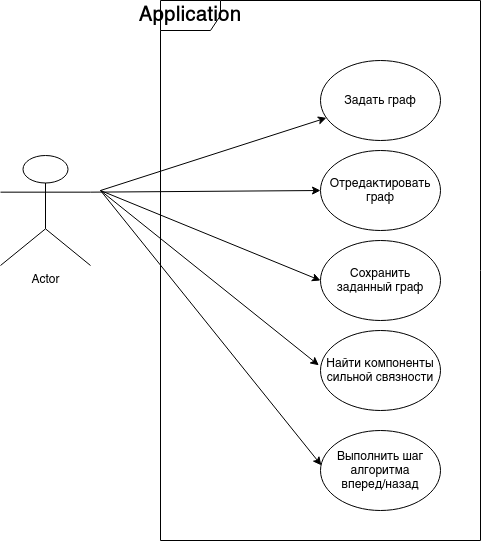 Application
Задать граф
Отредактировать
граф
Actor
Сохранить
заданный граф
Найти компоненты
сильной связности
Выполнить шаг
алгоритма
вперед/назад